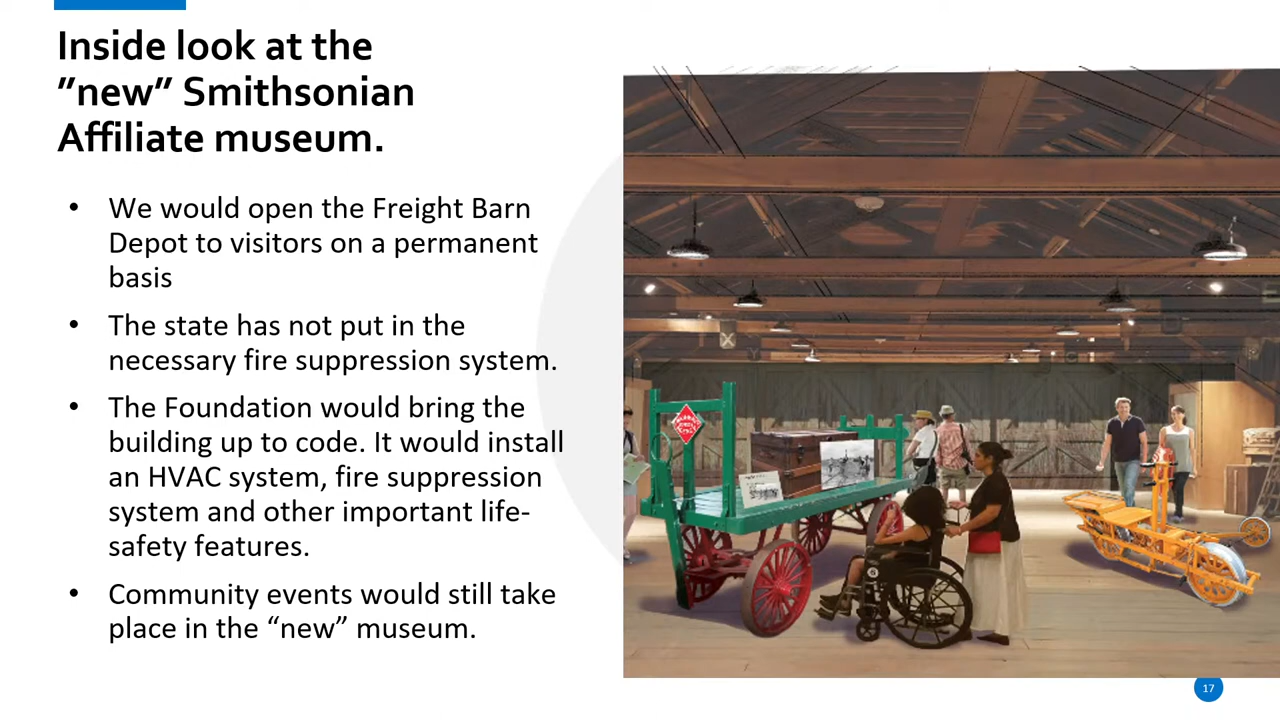 Inside look at the
”new” Smithsonian
Affiliate museum.
• We would open the Freight Barn
Depot to visitors on a permanent
basis
• The state has not put in the
necessary fire suppression system.
• The Foundation would bring the
building up to code. It would install
an HVAC system, fire suppression
system and other important life-
safety features.
• Community events would still take
place in the “new” museum.
17